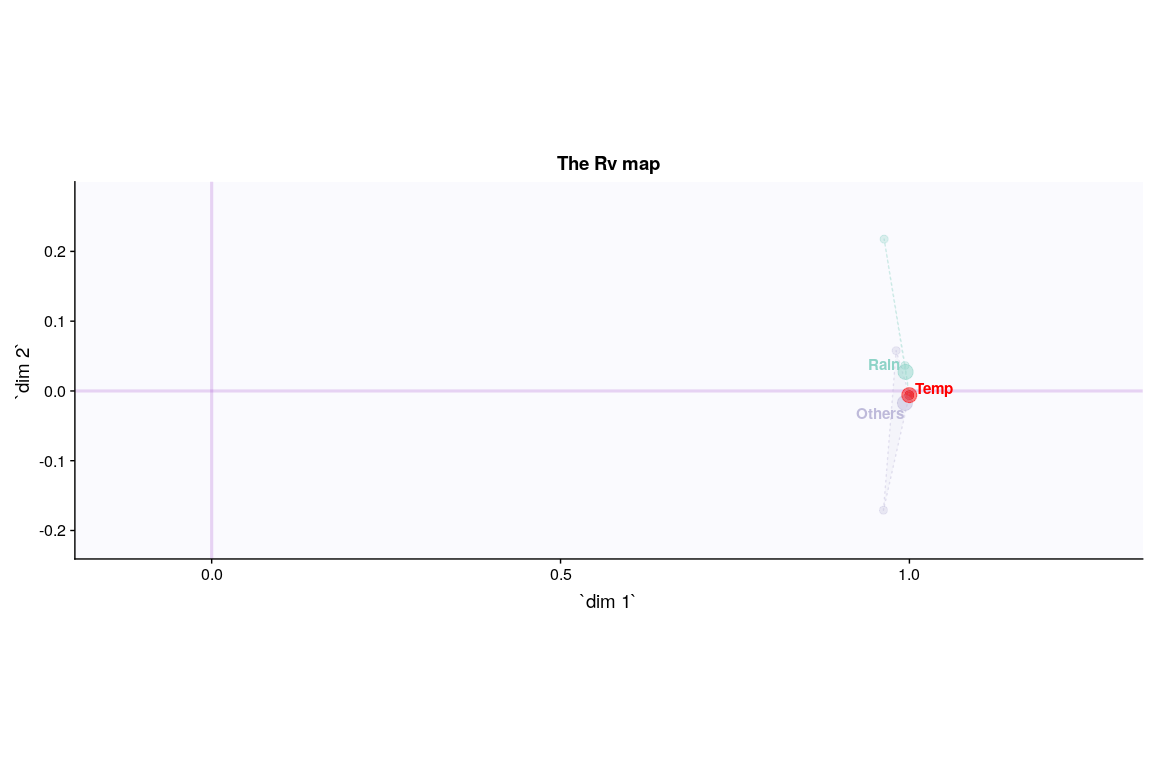 The Rv map
0.2
0.1
0.0
-0.1
-0.2
`dim 2`
Rain
Temp
Others
0.0
0.5
1.0
`dim 1`